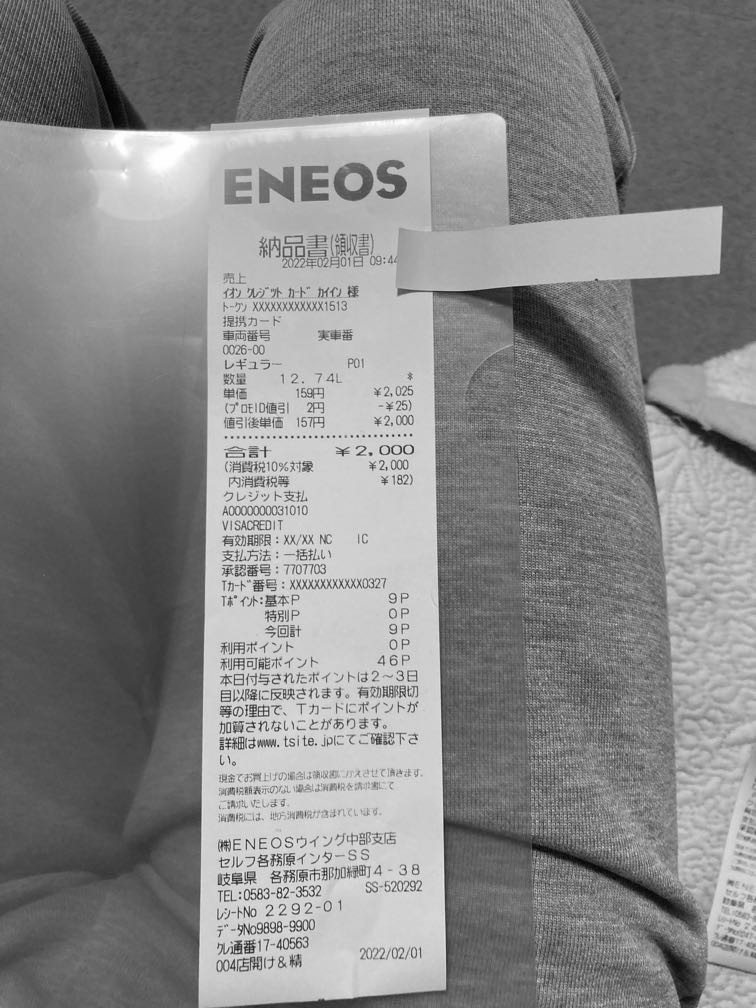 ENEOS
納品書(領収書)
2022年02月01日 09:44
売上
イオン クレジット カード カイイン 様
トークン XXXXXXXXXXXX1513
提携カード
車両番号 実車番
0026-00
レギュラー P01
数量 12.74L *
単価 159円 ¥2,025
(プロEID値引 2円 -¥25)
値引後単価 157円 ¥2,000
合計 ¥2,000
(消費税10%対象 ¥2,000
内消費税等 ¥182)
クレジット支払
A0000000031010
VISACREDIT
有効期限:XX/XX NC IC
支払方法:一括払い
承認番号:7707703
Tカード番号:XXXXXXXXXXXX0327
Tポイント:基本P 9P
特別P 0P
今回計 9P
利用ポイント 0P
利用可能ポイント 46P
本日付与されたポイントは2~3日
目以降に反映されます。有効期限切
等の理由で、Tカードにポイントが
加算されないことがあります。
詳細はwww.tsite.jpにてご確認下さ
い。
現金でお買上げの場合は領収書にかえさせて頂きます。
消費税額表示のない場合は消費税を請求書にて
ご請求いたします。
消費税には、地方消費税が含まれています。
㈱ENEOSウイング中部支店
セルフ各務原インターSS
岐阜県 各務原市那加緑町4-38
TEL:0583-82-3532 SS-520292
レシートNo 2292-01
データNo9898-9900
クレ通番17-40563
004店開け&精 2022/02/01